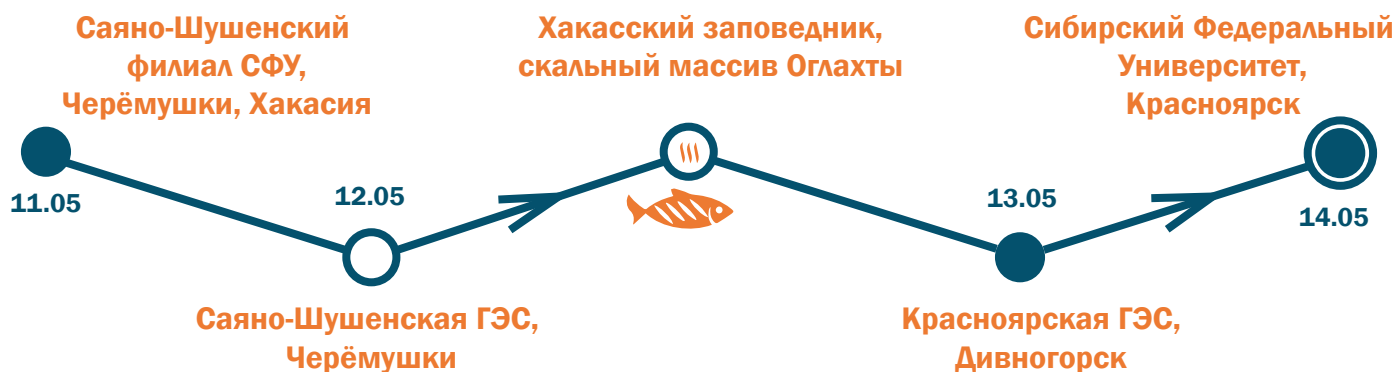 Саяно-Шушенский
филиал СФУ,
Черёмушки, Хакасия
11.05
12.05
Саяно-Шушенская ГЭС,
Черёмушки
Хакасский заповедник,
скальный массив Оглахты
13.05
Красноярская ГЭС,
Дивногорск
Сибирский Федеральный
Университет,
Красноярск
14.05